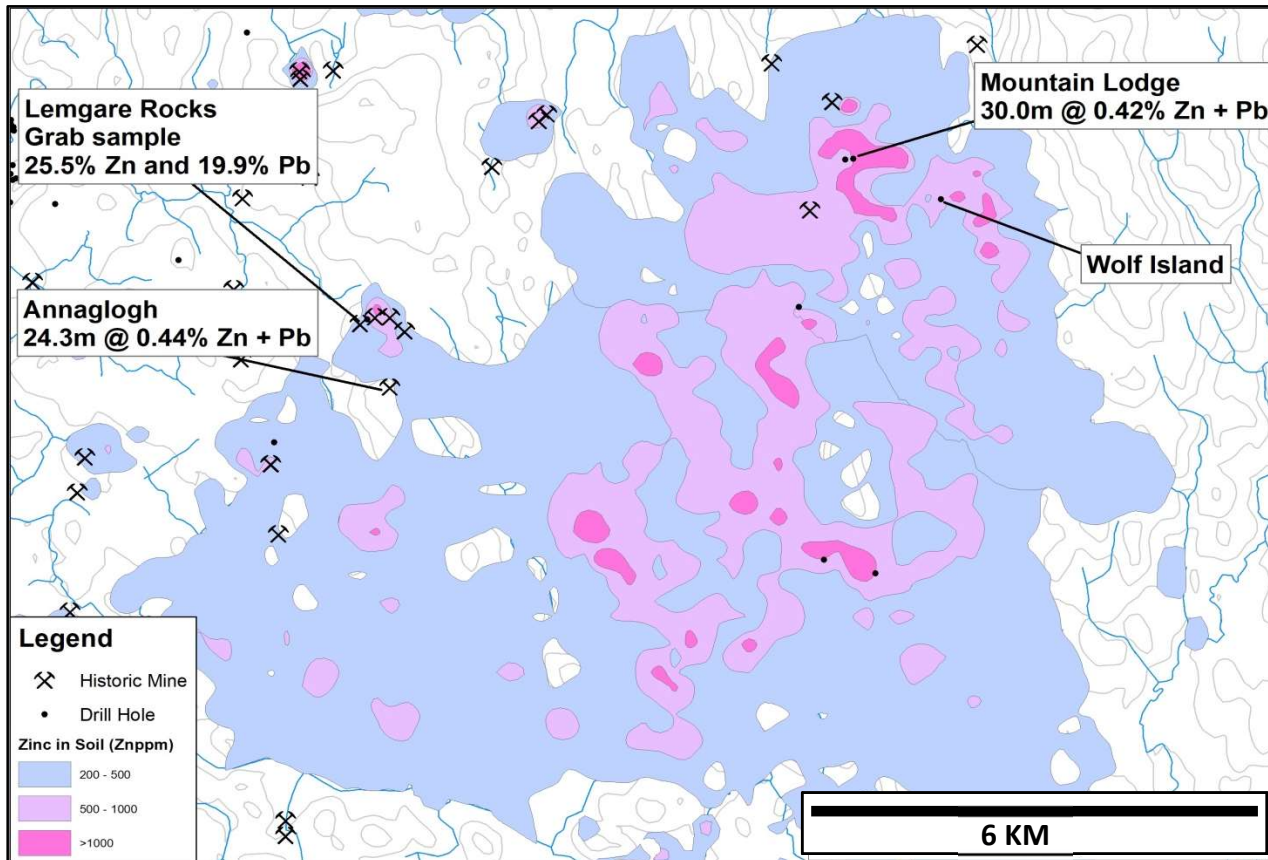 Lemgare Rocks
Grab sample
25.5% Zn and 19.9% Pb
Mountain Lodge
30.0m @ 0.42% Zn + Pb
Wolf Island
Annaglogh
24.3m @ 0.44% Zn + Pb
Legend
Historic Mine
Drill Hole
Zinc in Soil (Znppm)
200 - 500
500 - 1000
>1000
6 KM